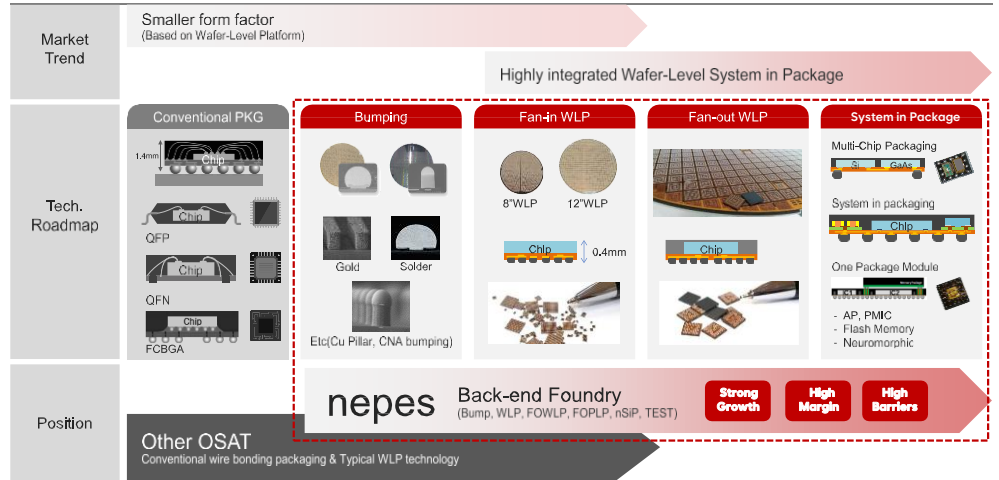 Market
Trend
Smaller form factor
(Based on Wafer-Level Platform)
Highly integrated Wafer-Level System in Package
Tech.
Roadmap
Conventional PKG
1.4mm
Chip
Chip
QFP
Chip
QFN
Chip
FCBGA
Bumping
Gold
Solder
Etc(Cu Pillar, CNA bumping)
Fan-in WLP
8"WLP
12"WLP
Chip
0.4mm
Fan-out WLP
Chip
System in Package
Multi-Chip Packaging
Si
GaAs
System in packaging
Chip
One Package Module
- AP, PMIC
- Flash Memory
- Neuromorphic
Position
nepes
Back-end Foundry
(Bump, WLP, FOWLP, FOPLP, nSiP, TEST)
Strong
Growth
High
Margin
High
Barriers
Other OSAT
Conventional wire bonding packaging & Typical WLP technology